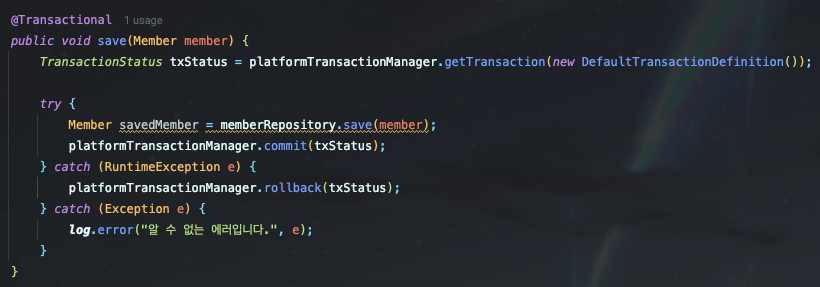 @Transactional 1 usage
public void save(Member member) {
TransactionStatus txStatus = platformTransactionManager.getTransaction(new DefaultTransactionDefinition());
try {
Member savedMember = memberRepository.save(member);
platformTransactionManager.commit(txStatus);
} catch (RuntimeException e) {
platformTransactionManager.rollback(txStatus);
} catch (Exception e) {
log.error("알 수 없는 에러입니다.", e);
}
}